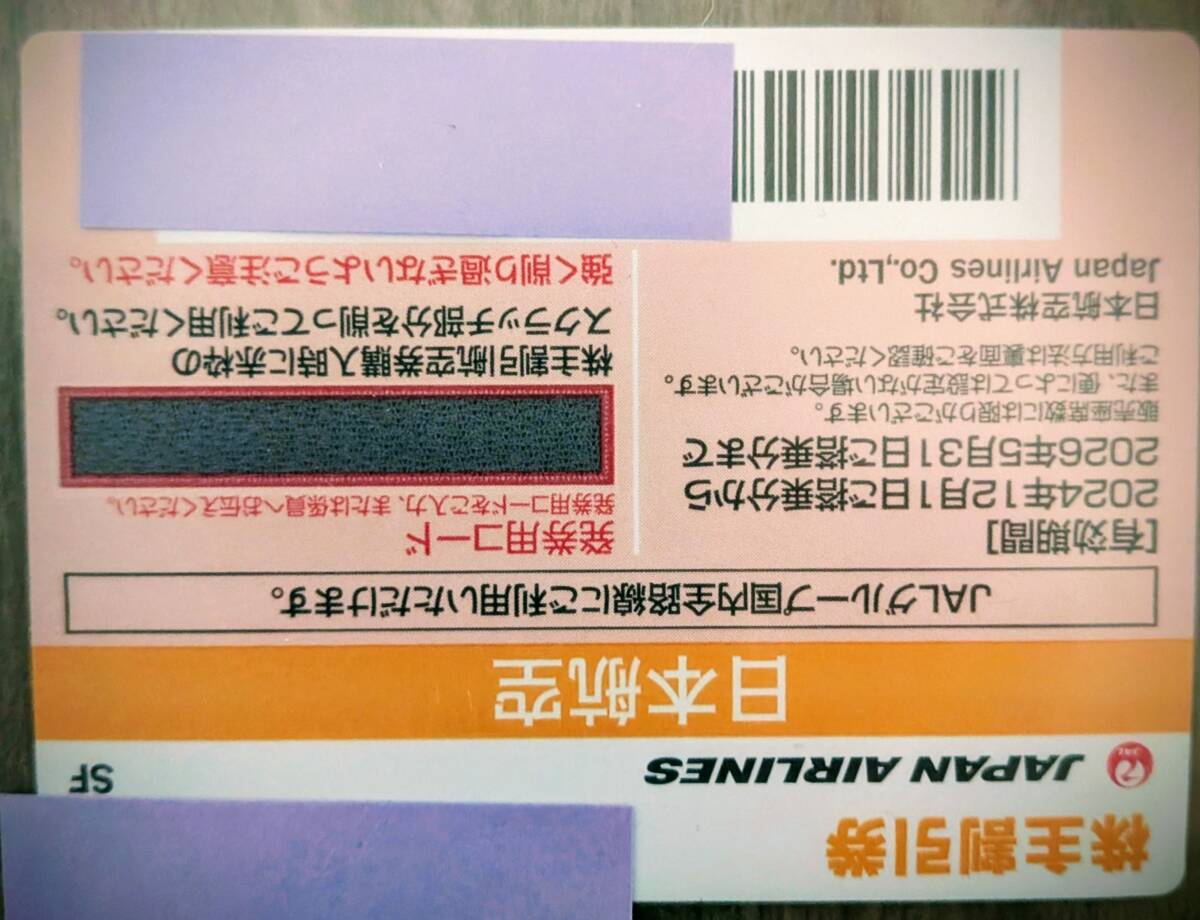 株主割引券
JAL
JAPAN AIRLINES
SF
日本航空
JALグループ国内全路線にご利用いただけます。
[有効期間]
2024年12月1日ご搭乗分から
2026年5月31日ご搭乗分まで
販売座席数には限りがございます。
また、便によっては設定がない場合がございます。
ご利用方法は裏面をご確認ください。
日本航空株式会社
Japan Airlines Co.,Ltd.
発券用コード
発券用コードをご入力、または係員へお伝えください。
株主割引航空券購入時に赤枠の
スクラッチ部分を削ってご利用ください。
強く削り過ぎないようご注意ください。